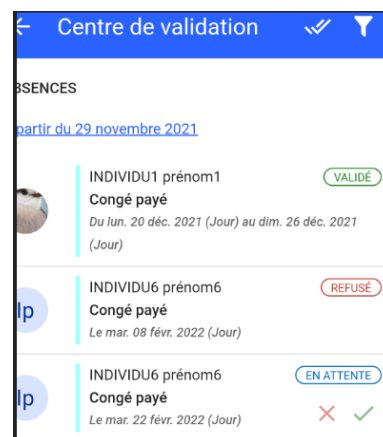 Centre de validation
BSENCES
partir du 29 novembre 2021
INDIVIDU1 prénom1 VALIDÉ
Congé payé
Du lun. 20 déc. 2021 (Jour) au dim. 26 déc. 2021
(Jour)
INDIVIDU6 prénom6 REFUSÉ
Ip Congé payé
Le mar. 08 févr. 2022 (Jour)
INDIVIDU6 prénom6 EN ATTENTE
Ip Congé payé
Le mar. 22 févr. 2022 (Jour)